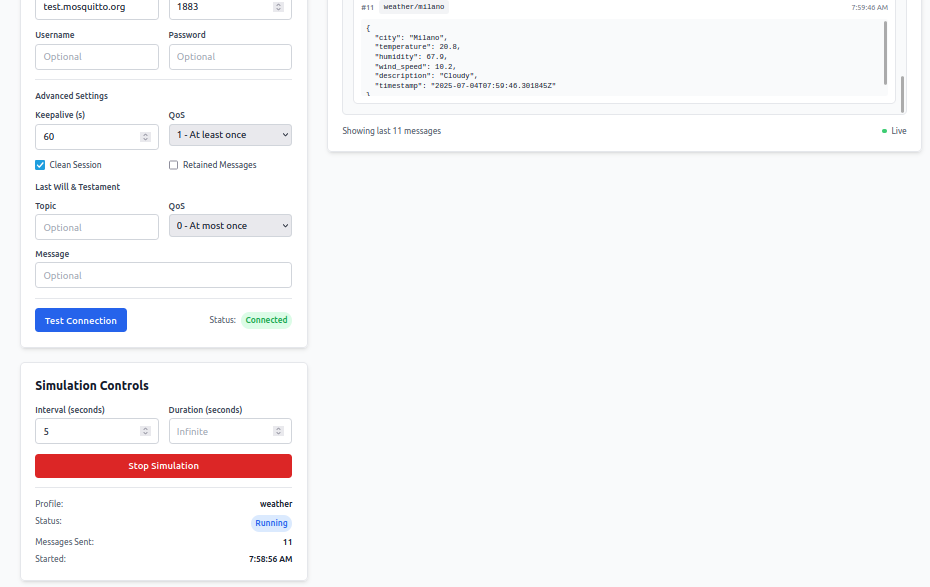 test.mosquitto.org 1883
Username Password
Optional Optional
Advanced Settings
Keepalive (s) QoS
60 1 - At least once
Clean Session Retained Messages
Last Will & Testament
Topic QoS
Optional 0 - At most once
Message
Optional
Test Connection Status: Connected
Simulation Controls
Interval (seconds) Duration (seconds)
5 Infinite
Stop Simulation
Profile: weather
Status: Running
Messages Sent: 11
Started: 7:58:56 AM
#11 weather/milano 7:59:46 AM
{
"city": "Milano",
"temperature": 20.8,
"humidity": 67.9,
"wind_speed": 10.2,
"description": "Cloudy",
"timestamp": "2025-07-04T07:59:46.301845Z"
}
Showing last 11 messages Live